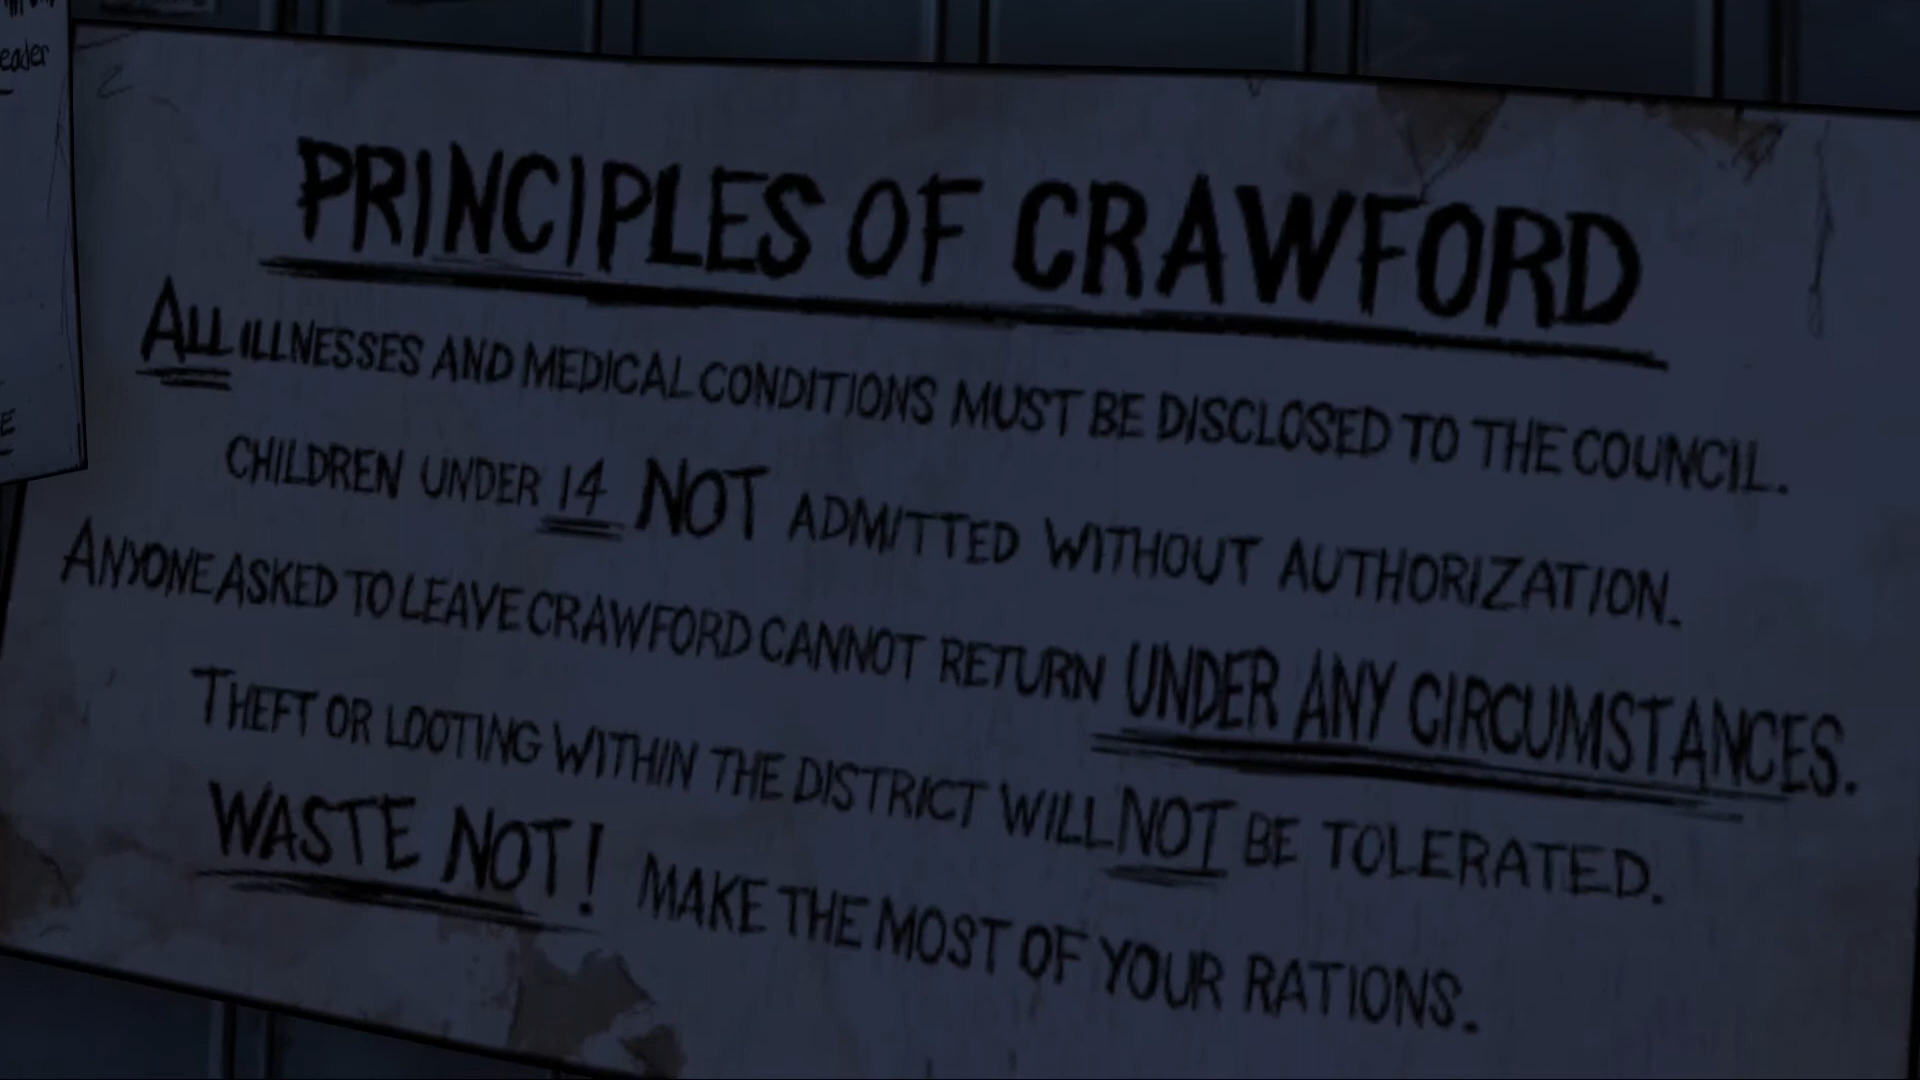 eader
E
PRINCIPLES OF CRAWFORD
ALL ILLNESSES AND MEDICAL CONDITIONS MUST BE DISCLOSED TO THE COUNCIL.
CHILDREN UNDER 14 NOT ADMITTED WITHOUT AUTHORIZATION.
ANYONE ASKED TO LEAVE CRAWFORD CANNOT RETURN UNDER ANY CIRCUMSTANCES.
THEFT OR LOOTING WITHIN THE DISTRICT WILL NOT BE TOLERATED.
WASTE NOT! MAKE THE MOST OF YOUR RATIONS.